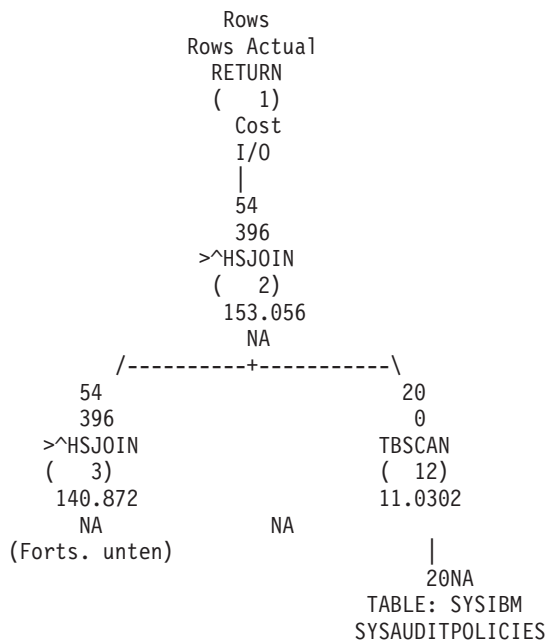 Rows
Rows Actual
RETURN
(   1)
Cost
I/O
|
54
396
>^HSJOIN
(   2)
153.056
NA
/----------+-----------\
54 20
396 0
>^HSJOIN TBSCAN
(   3) (  12)
140.872 11.0302
NA NA
(Forts. unten) |
20NA
TABLE: SYSIBM
SYSAUDITPOLICIES